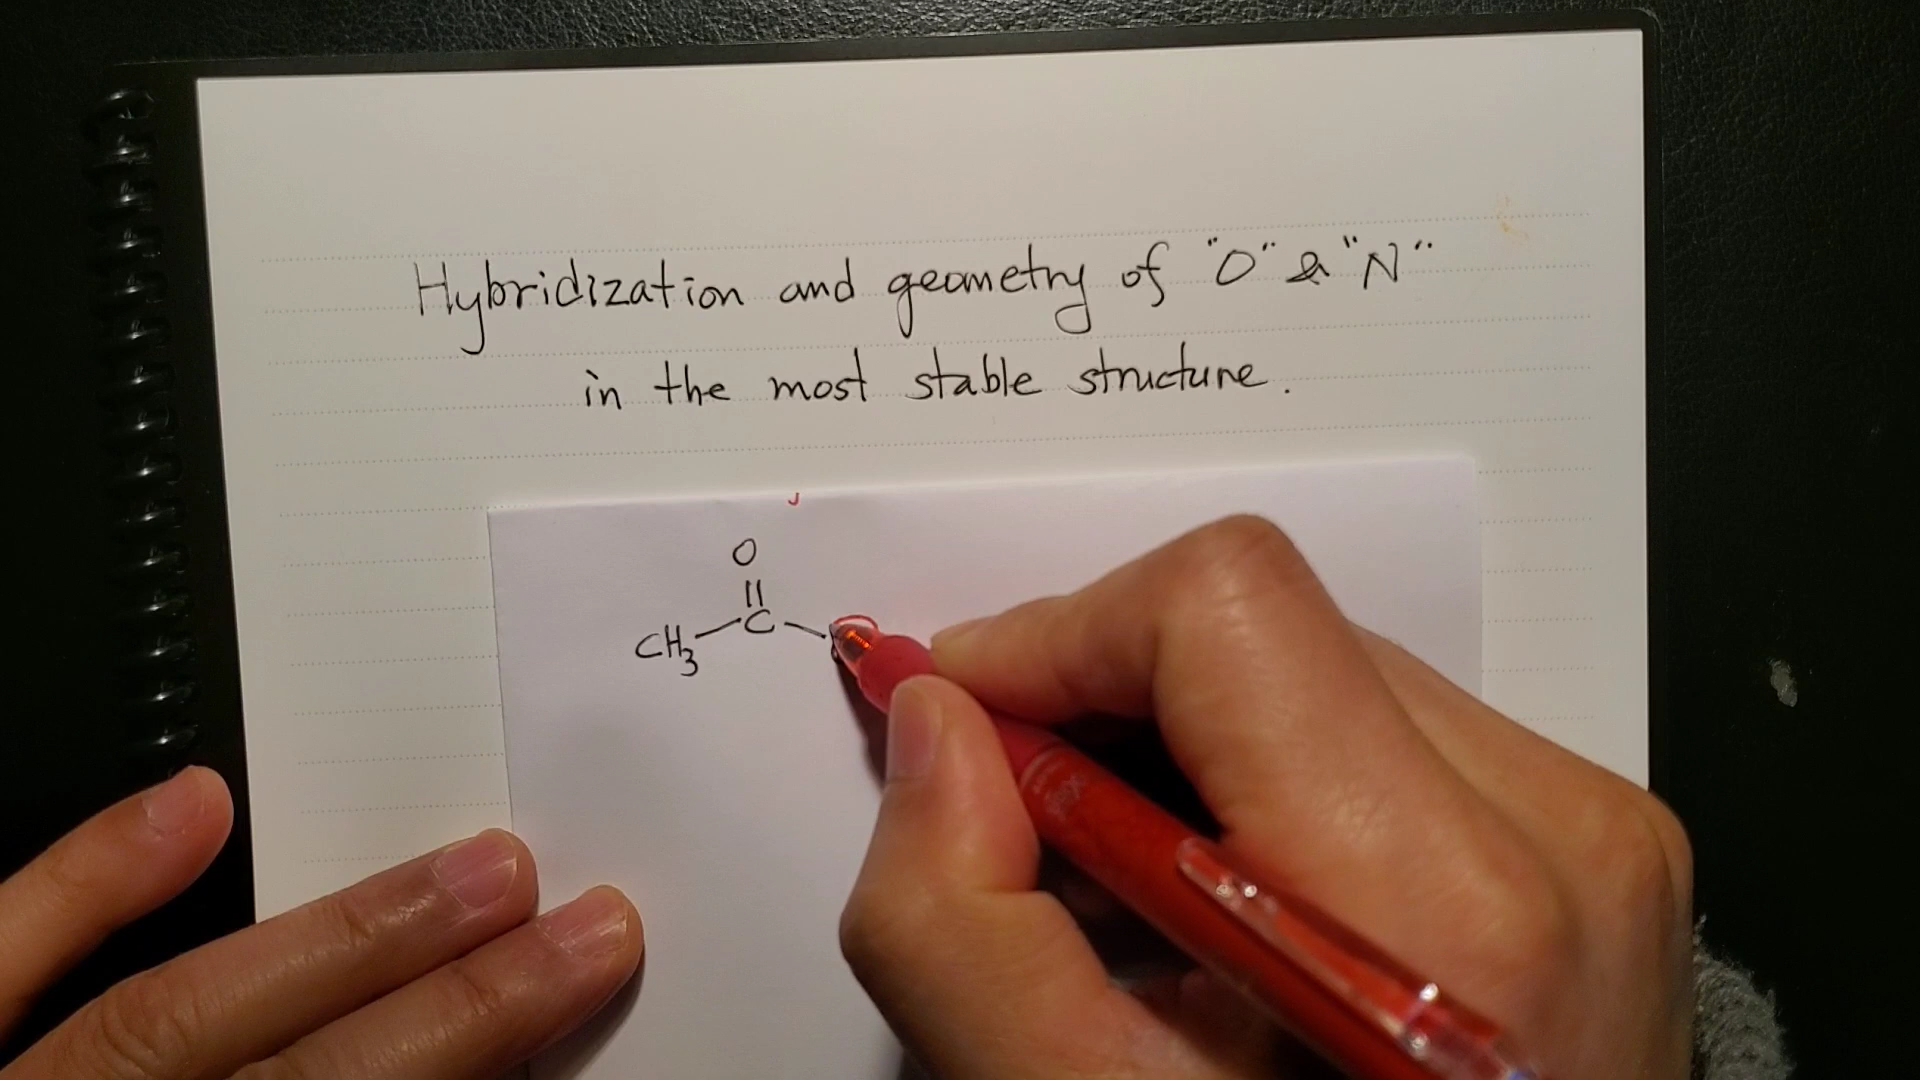 Hybridization and geometry of "O" & "N"
in the most stable structure.
O
||
CH3—C—